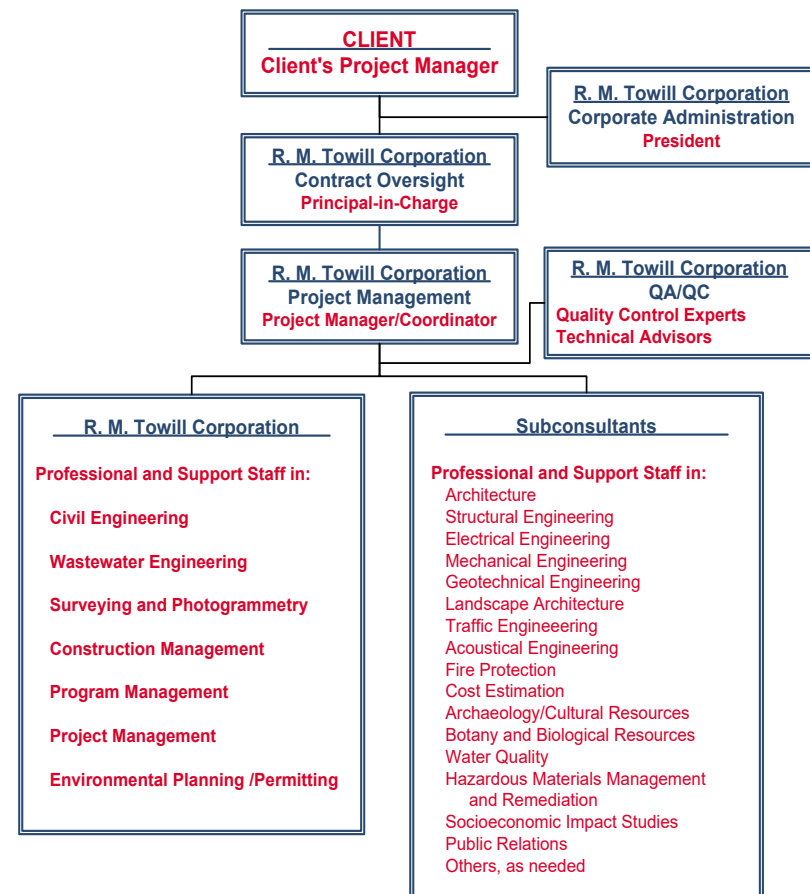 CLIENT
Client's Project Manager
R. M. Towill Corporation
Corporate Administration
President
R. M. Towill Corporation
Contract Oversight
Principal-in-Charge
R. M. Towill Corporation
Project Management
Project Manager/Coordinator
R. M. Towill Corporation
QA/QC
Quality Control Experts
Technical Advisors
R. M. Towill Corporation
Professional and Support Staff in:
Civil Engineering
Wastewater Engineering
Surveying and Photogrammetry
Construction Management
Program Management
Project Management
Environmental Planning /Permitting
Subconsultants
Professional and Support Staff in:
Architecture
Structural Engineering
Electrical Engineering
Mechanical Engineering
Geotechnical Engineering
Landscape Architecture
Traffic Engineeering
Acoustical Engineering
Fire Protection
Cost Estimation
Archaeology/Cultural Resources
Botany and Biological Resources
Water Quality
Hazardous Materials Management
and Remediation
Socioeconomic Impact Studies
Public Relations
Others, as needed